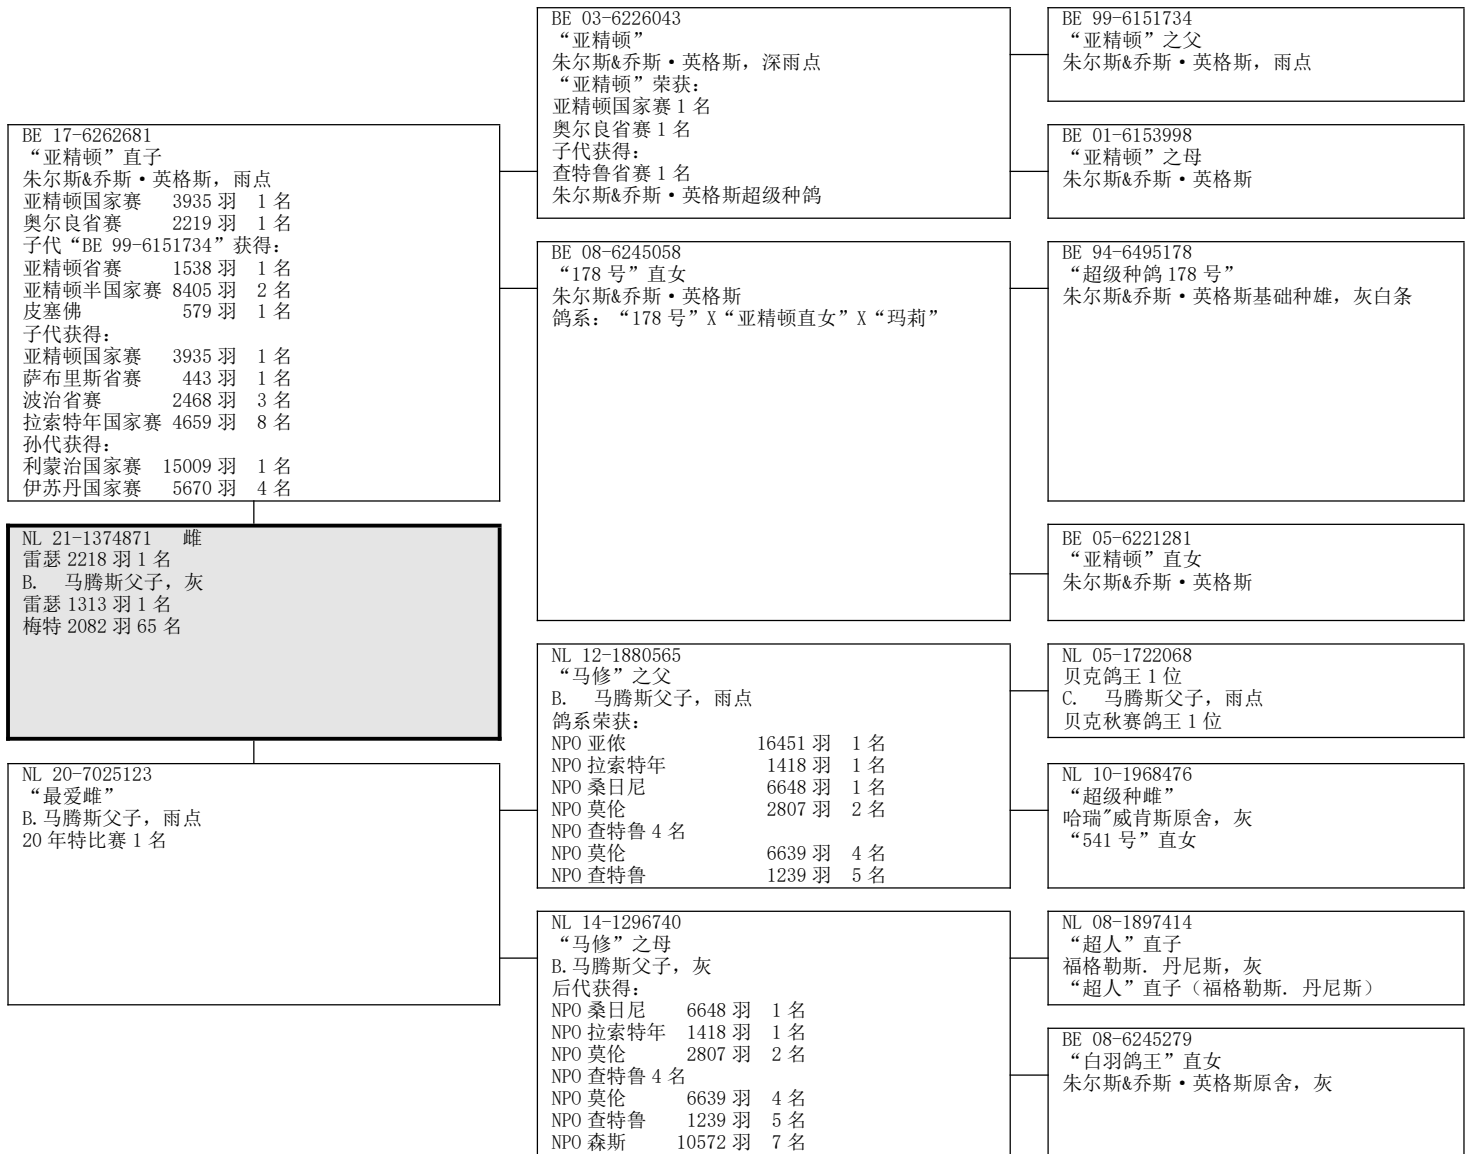 BE 17-6262681
“亚精顿”直子
朱尔斯&乔斯·英格斯，雨点
亚精顿国家赛 3935 羽 1 名
奥尔良省赛 2219 羽 1 名
子代“BE 99-6151734”获得：
亚精顿省赛 1538 羽 1 名
亚精顿半国家赛 8405 羽 2 名
皮塞佛 579 羽 1 名
子代获得：
亚精顿国家赛 3935 羽 1 名
萨布里斯省赛 443 羽 1 名
波治省赛 2468 羽 3 名
拉索特年国家赛 4659 羽 8 名
孙代获得：
利蒙治国家赛 15009 羽 1 名
伊苏丹国家赛 5670 羽 4 名
NL 21-1374871 雌
雷瑟 2218 羽 1 名
B. 马腾斯父子，灰
雷瑟 1313 羽 1 名
梅特 2082 羽 65 名
NL 20-7025123
“最爱雌”
B.马腾斯父子，雨点
20 年特比赛 1 名
BE 03-6226043
“亚精顿”
朱尔斯&乔斯·英格斯，深雨点
“亚精顿”荣获：
亚精顿国家赛 1 名
奥尔良省赛 1 名
子代获得：
查特鲁省赛 1 名
朱尔斯&乔斯·英格斯超级种鸽
BE 08-6245058
“178 号”直女
朱尔斯&乔斯·英格斯
鸽系：“178 号”X“亚精顿直女”X“玛莉”
NL 12-1880565
“马修”之父
B. 马腾斯父子，雨点
鸽系荣获：
NPO 亚侬 16451 羽 1 名
NPO 拉索特年 1418 羽 1 名
NPO 桑日尼 6648 羽 1 名
NPO 莫伦 2807 羽 2 名
NPO 查特鲁 4 名
NPO 莫伦 6639 羽 4 名
NPO 查特鲁 1239 羽 5 名
NL 14-1296740
“马修”之母
B.马腾斯父子，灰
后代获得：
NPO 桑日尼 6648 羽 1 名
NPO 拉索特年 1418 羽 1 名
NPO 莫伦 2807 羽 2 名
NPO 查特鲁 4 名
NPO 莫伦 6639 羽 4 名
NPO 查特鲁 1239 羽 5 名
NPO 森斯 10572 羽 7 名
BE 99-6151734
“亚精顿”之父
朱尔斯&乔斯·英格斯，雨点
BE 01-6153998
“亚精顿”之母
朱尔斯&乔斯·英格斯
BE 94-6495178
“超级种鸽 178 号”
朱尔斯&乔斯·英格斯基础种雄，灰白条
BE 05-6221281
“亚精顿”直女
朱尔斯&乔斯·英格斯
NL 05-1722068
贝克鸽王 1 位
C. 马腾斯父子，雨点
贝克秋赛鸽王 1 位
NL 10-1968476
“超级种雌”
哈瑞"威肯斯原舍，灰
“541 号”直女
NL 08-1897414
“超人”直子
福格勒斯. 丹尼斯，灰
“超人”直子（福格勒斯. 丹尼斯）
BE 08-6245279
“白羽鸽王”直女
朱尔斯&乔斯·英格斯原舍，灰